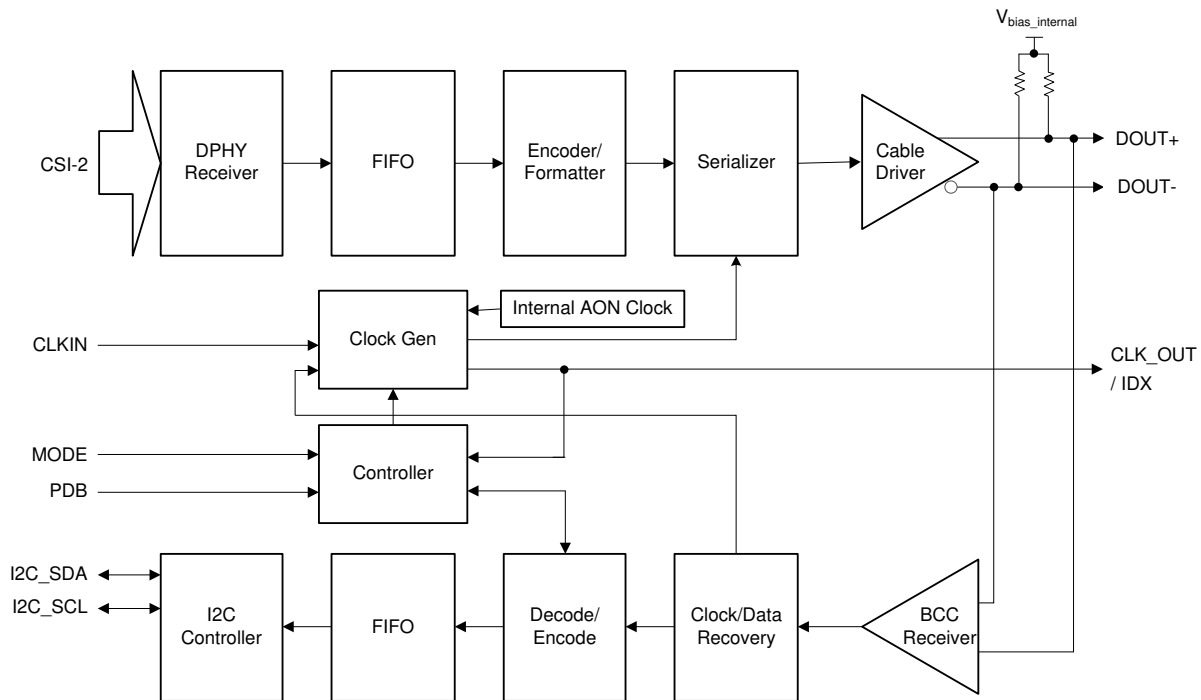 V_bias_internal
CSI-2
DPHY
Receiver
FIFO
Encoder/
Formatter
Serializer
Cable
Driver
DOUT+
DOUT-
Internal AON Clock
CLKIN
Clock Gen
CLK_OUT
/ IDX
MODE
PDB
Controller
I2C_SDA
I2C_SCL
I2C
Controller
FIFO
Decode/
Encode
Clock/Data
Recovery
BCC
Receiver